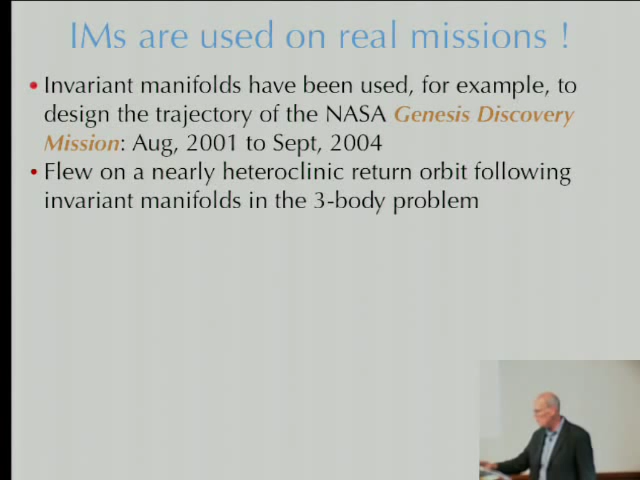 IMs are used on real missions !
• Invariant manifolds have been used, for example, to
design the trajectory of the NASA Genesis Discovery
Mission: Aug, 2001 to Sept, 2004
• Flew on a nearly heteroclinic return orbit following
invariant manifolds in the 3-body problem